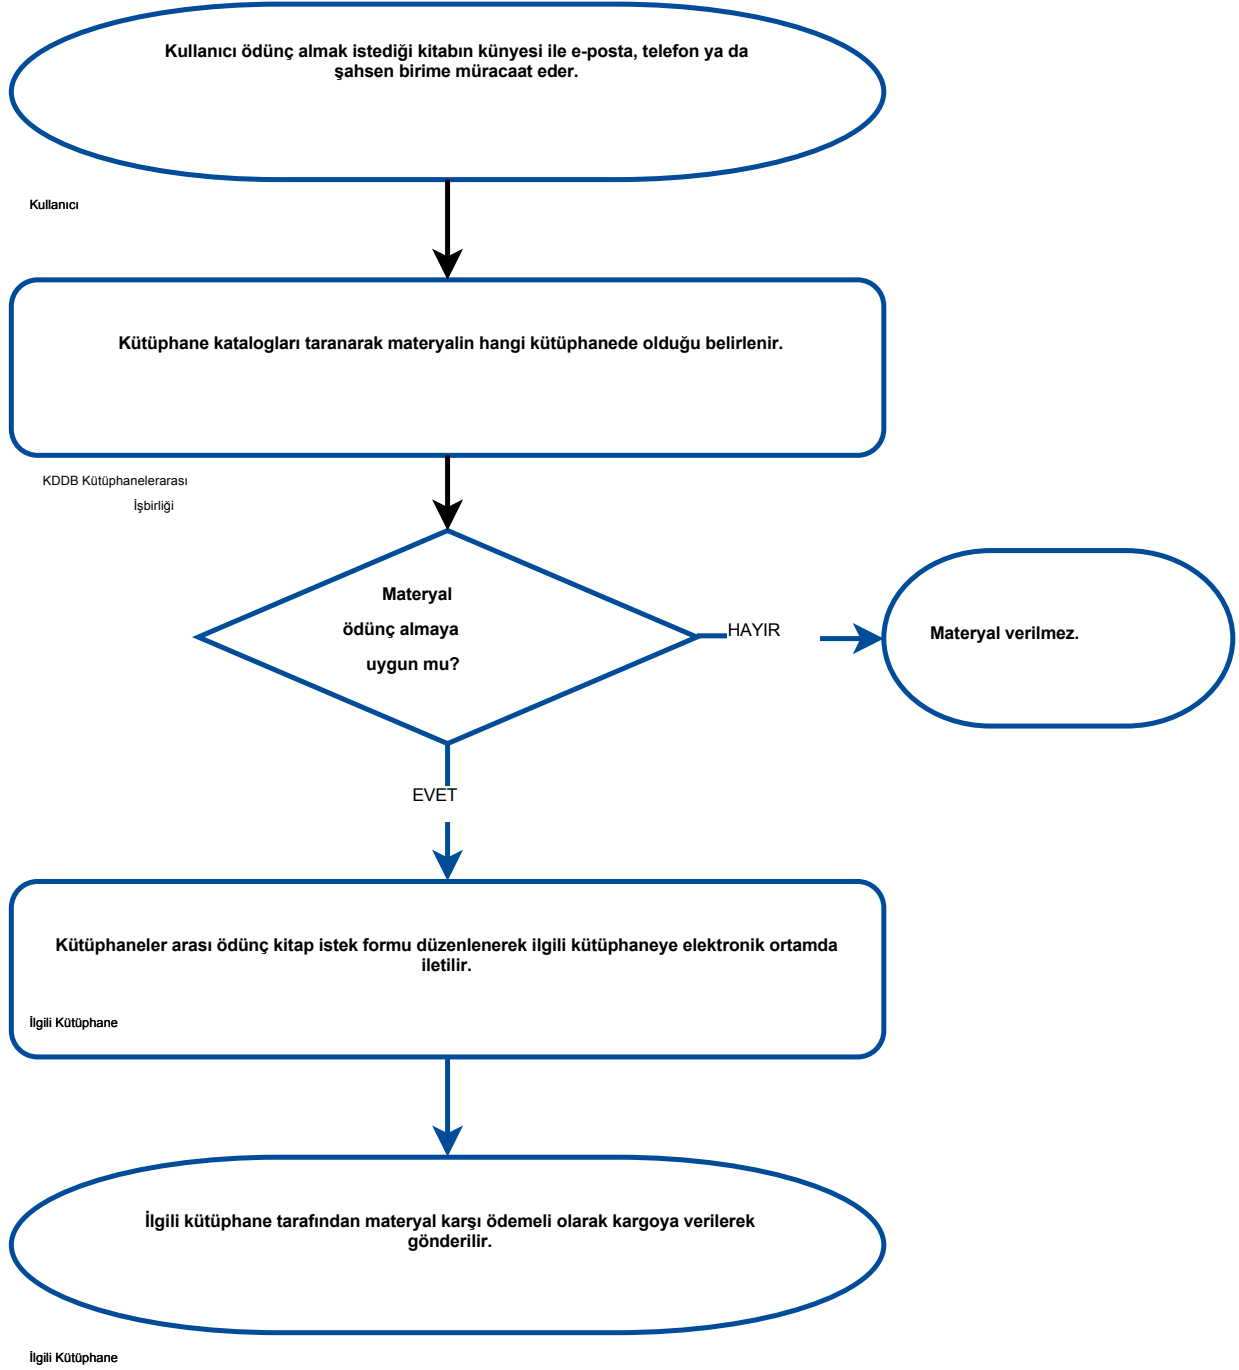 Kullanıcı ödünç almak istediği kitabın künyesi ile e-posta, telefon ya da
şahsen birime müracaat eder.
Kullanıcı
Kütüphane katalogları taranarak materyalin hangi kütüphanede olduğu belirlenir.
KDDB Kütüphanelerarası
İşbirliği
Materyal
ödünç almaya
uygun mu?
HAYIR
Materyal verilmez.
EVET
Kütüphaneler arası ödünç kitap istek formu düzenlenerek ilgili kütüphaneye elektronik ortamda
iletilir.
İlgili Kütüphane
İlgili kütüphane tarafından materyal karşı ödemeli olarak kargoya verilerek
gönderilir.
İlgili Kütüphane